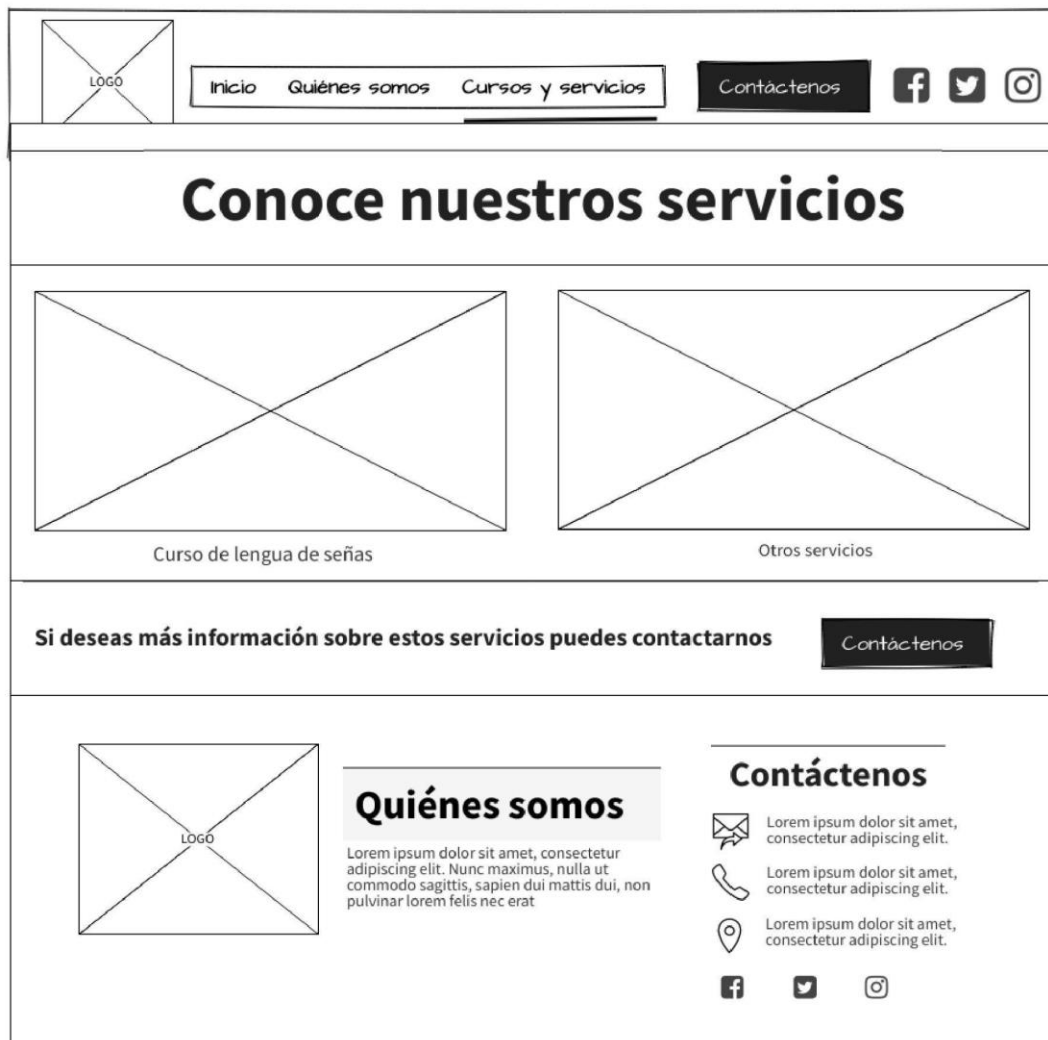 LOGO
Inicio Quiénes somos Cursos y servicios Contáctenos
Conoce nuestros servicios
Curso de lengua de señas
Otros servicios
Si deseas más información sobre estos servicios puedes contactarnos
Contáctenos
LOGO
Quiénes somos
Lorem ipsum dolor sit amet, consectetur
adipiscing elit. Nunc maximus, nulla ut
commodo sagittis, sapien dui mattis dui, non
pulvinar lorem felis nec erat
Contáctenos
Lorem ipsum dolor sit amet,
consectetur adipiscing elit.
Lorem ipsum dolor sit amet,
consectetur adipiscing elit.
Lorem ipsum dolor sit amet,
consectetur adipiscing elit.